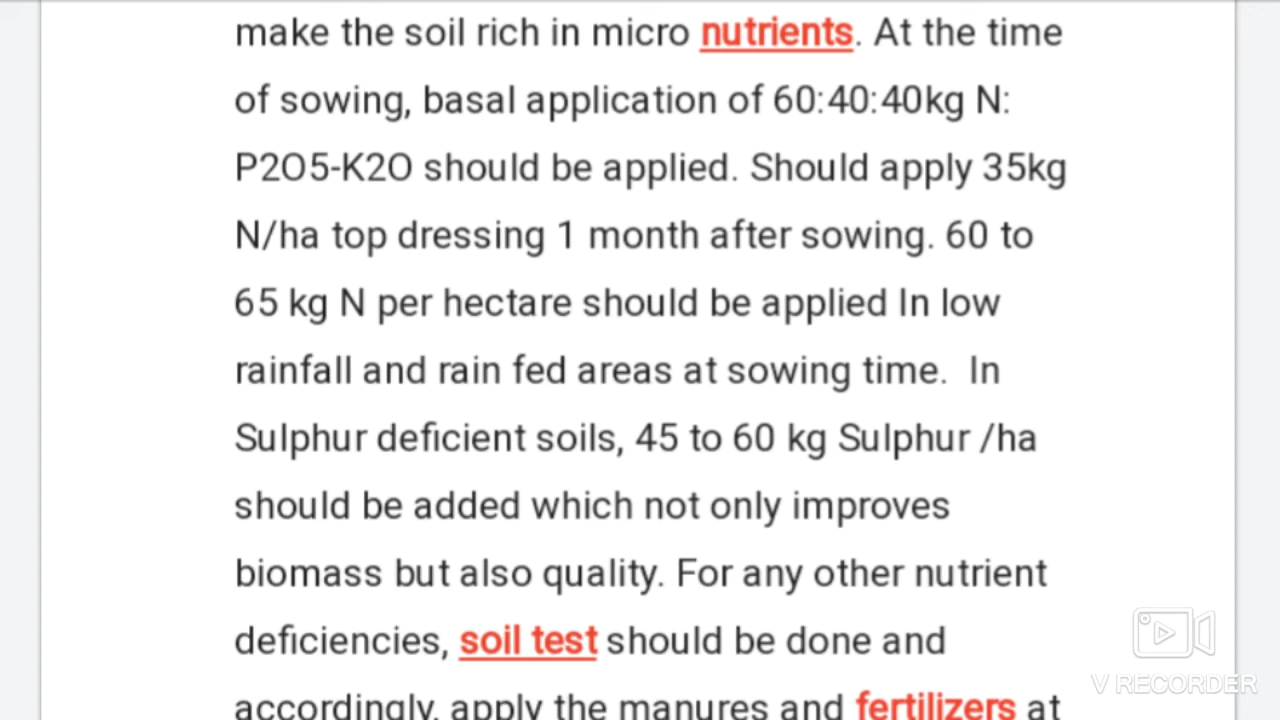 make the soil rich in micro nutrients. At the time
of sowing, basal application of 60:40:40kg N:
P2O5-K2O should be applied. Should apply 35kg
N/ha top dressing 1 month after sowing. 60 to
65 kg N per hectare should be applied In low
rainfall and rain fed areas at sowing time.  In
Sulphur deficient soils, 45 to 60 kg Sulphur /ha
should be added which not only improves
biomass but also quality. For any other nutrient
deficiencies, soil test should be done and
accordingly, apply the manures and fertilizers at
V RECORDER